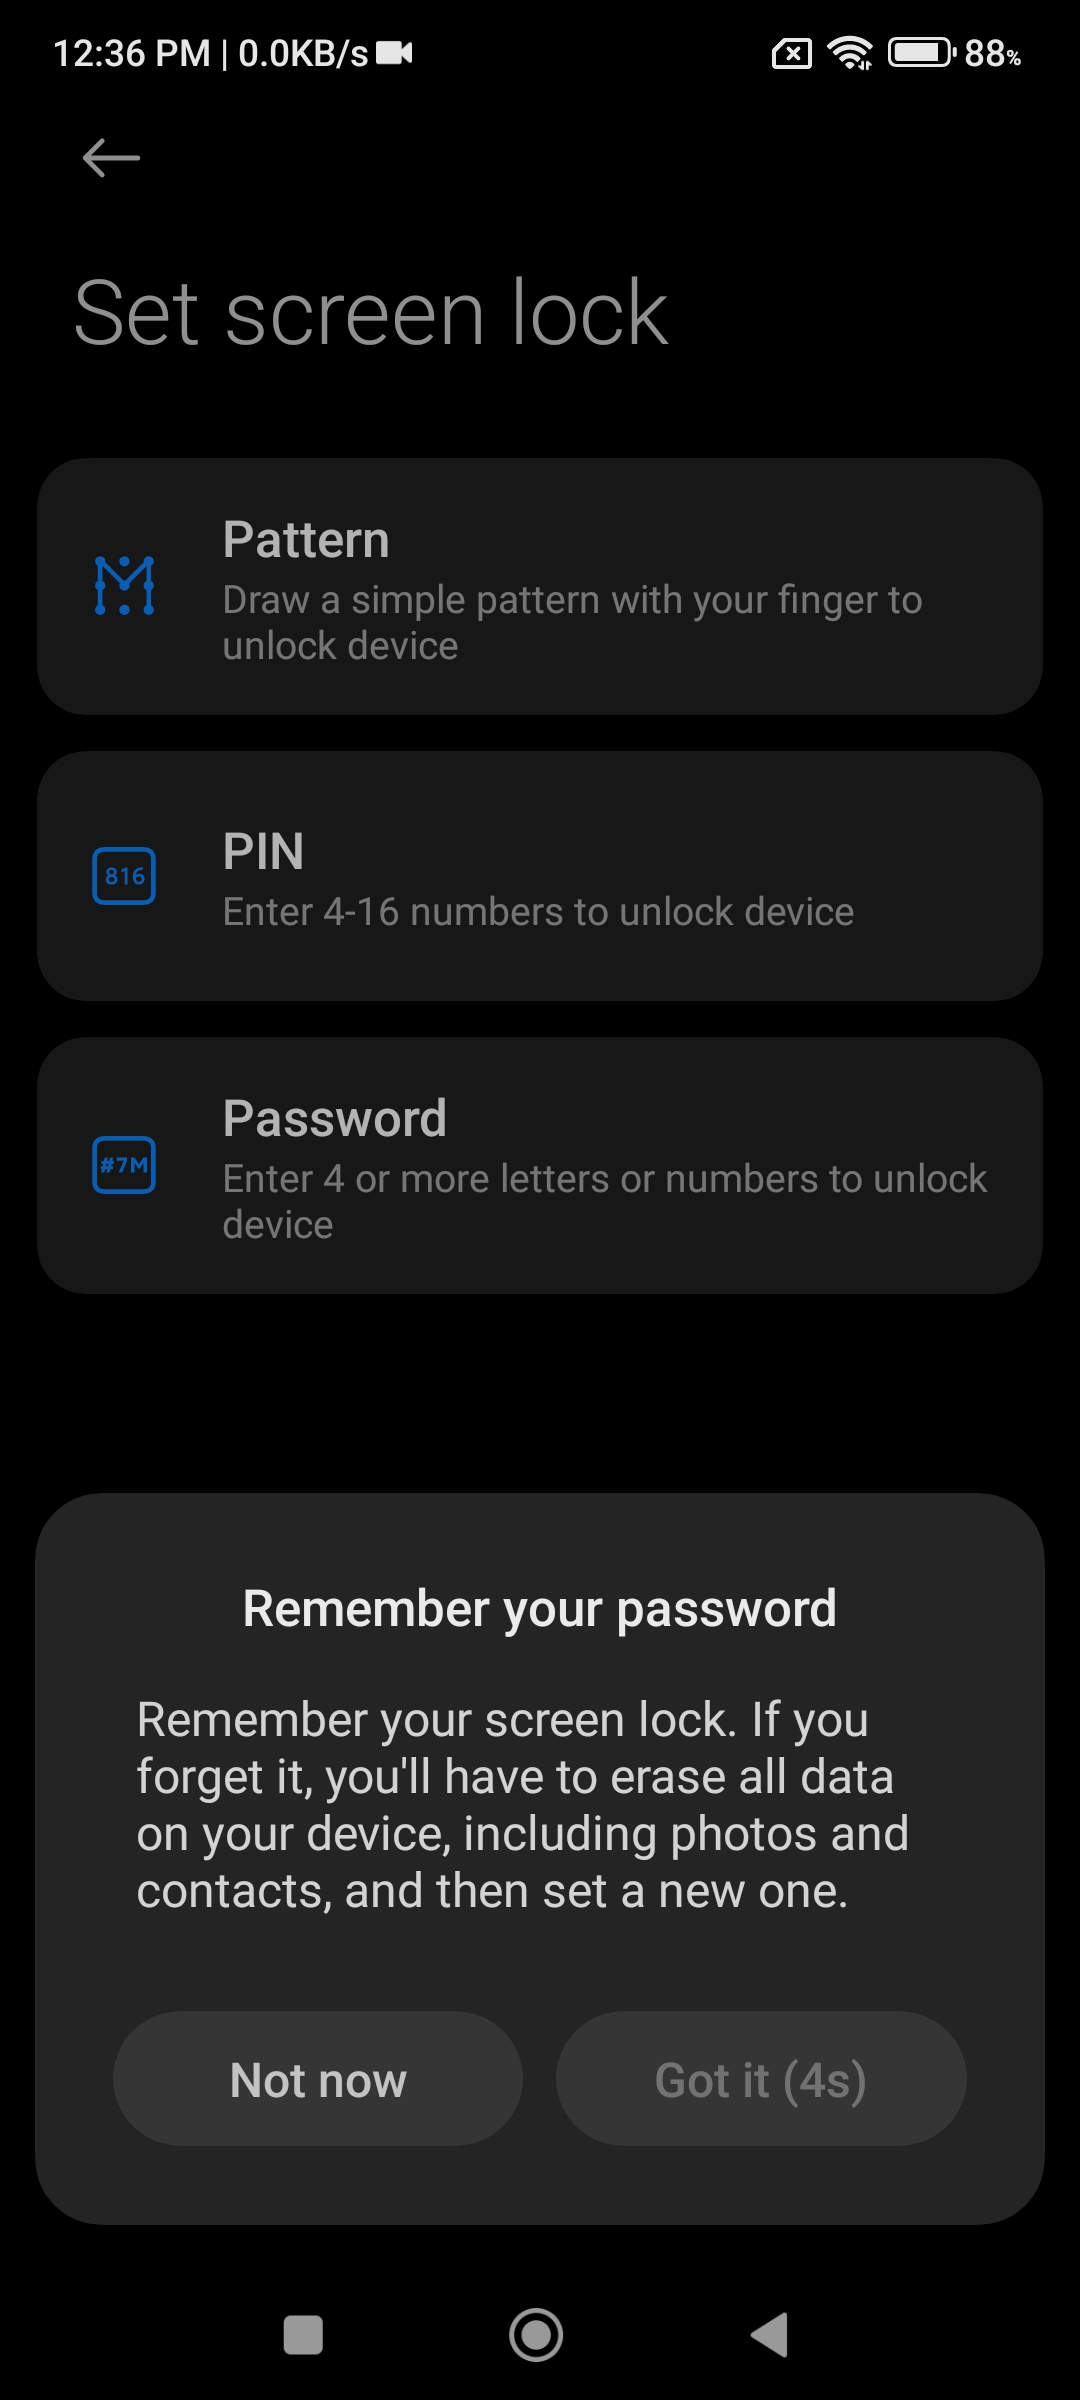 12:36 PM | 0.0KB/s 88%
Set screen lock
Pattern
Draw a simple pattern with your finger to
unlock device
816
PIN
Enter 4-16 numbers to unlock device
#7M
Password
Enter 4 or more letters or numbers to unlock
device
Remember your password
Remember your screen lock. If you
forget it, you'll have to erase all data
on your device, including photos and
contacts, and then set a new one.
Not now Got it (4s)